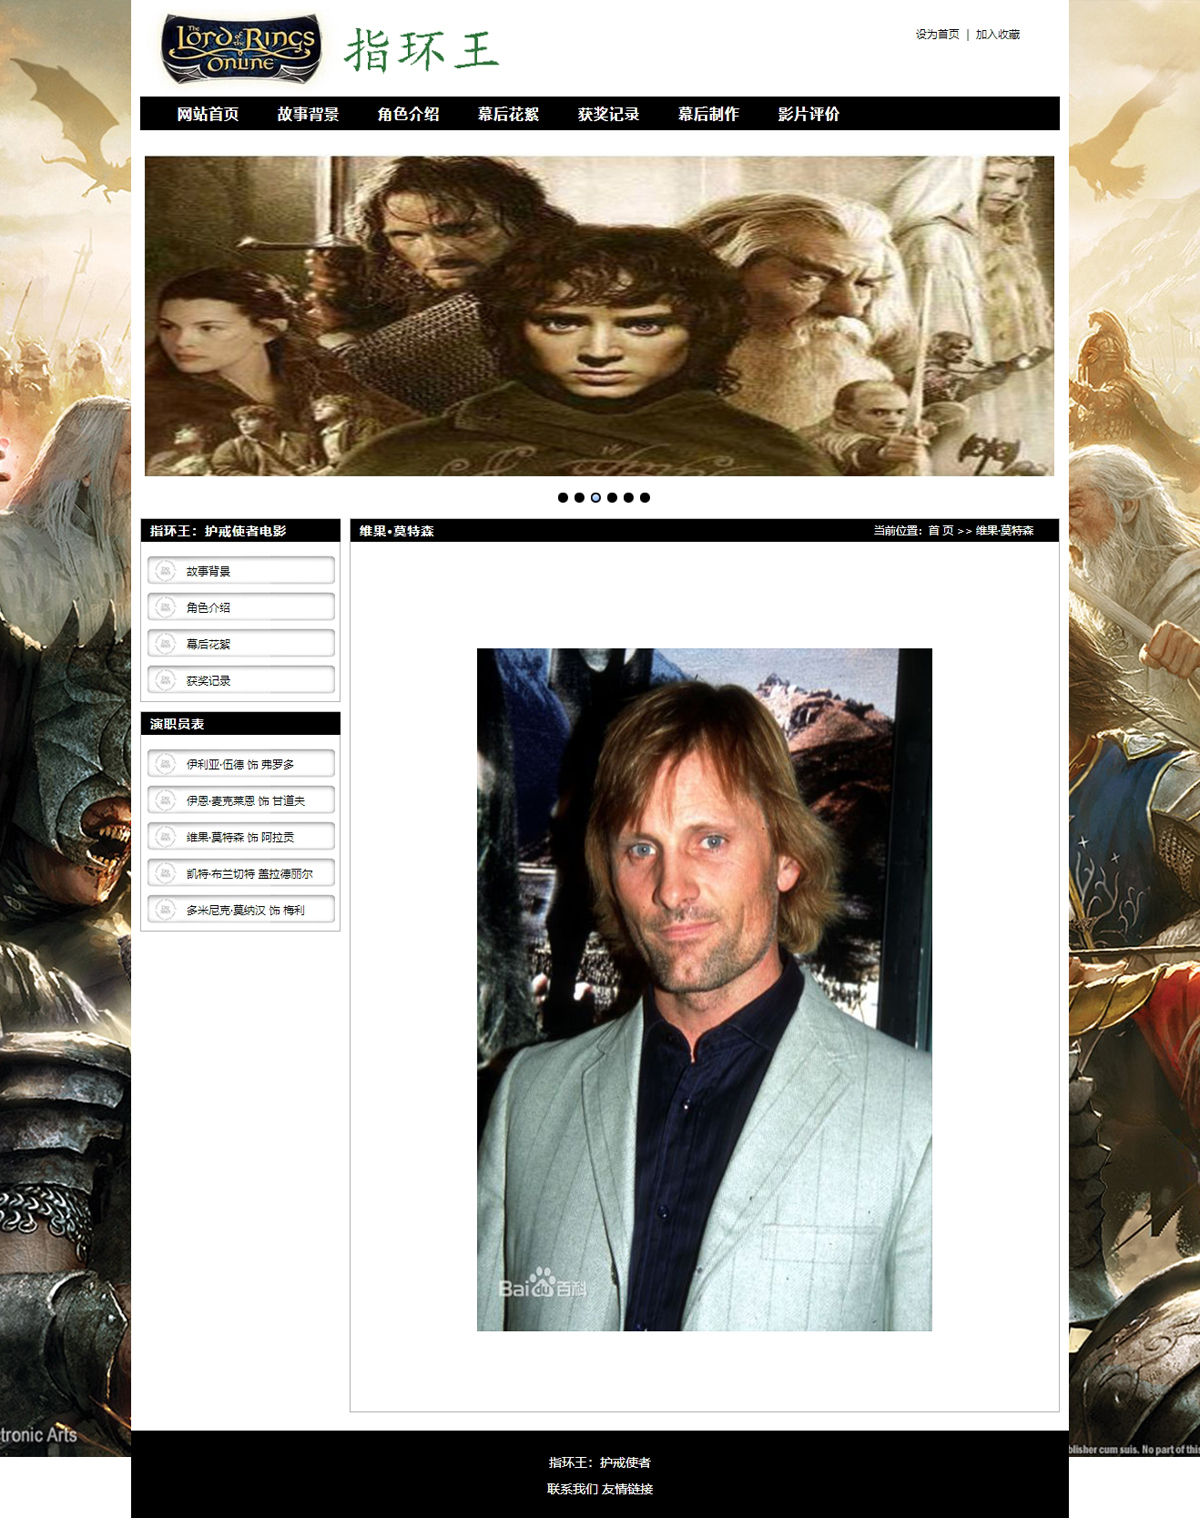 The
Lord of the Rings
Online
指环王
设为首页 | 加入收藏
网站首页 故事背景 角色介绍 幕后花絮 获奖记录 幕后制作 影片评价
指环王：护戒使者电影
故事背景
角色介绍
幕后花絮
获奖记录
演职员表
伊利亚·伍德 饰 弗罗多
伊恩·麦克莱恩 饰 甘道夫
维果·莫特森 饰 阿拉贡
凯特·布兰切特 盖拉德丽尔
多米尼克·莫纳汉 饰 梅利
维果•莫特森
当前位置：首 页 >> 维果·莫特森
Baidu百科
tronic Arts
blisher cum suis. No part of this
指环王：护戒使者
联系我们 友情链接